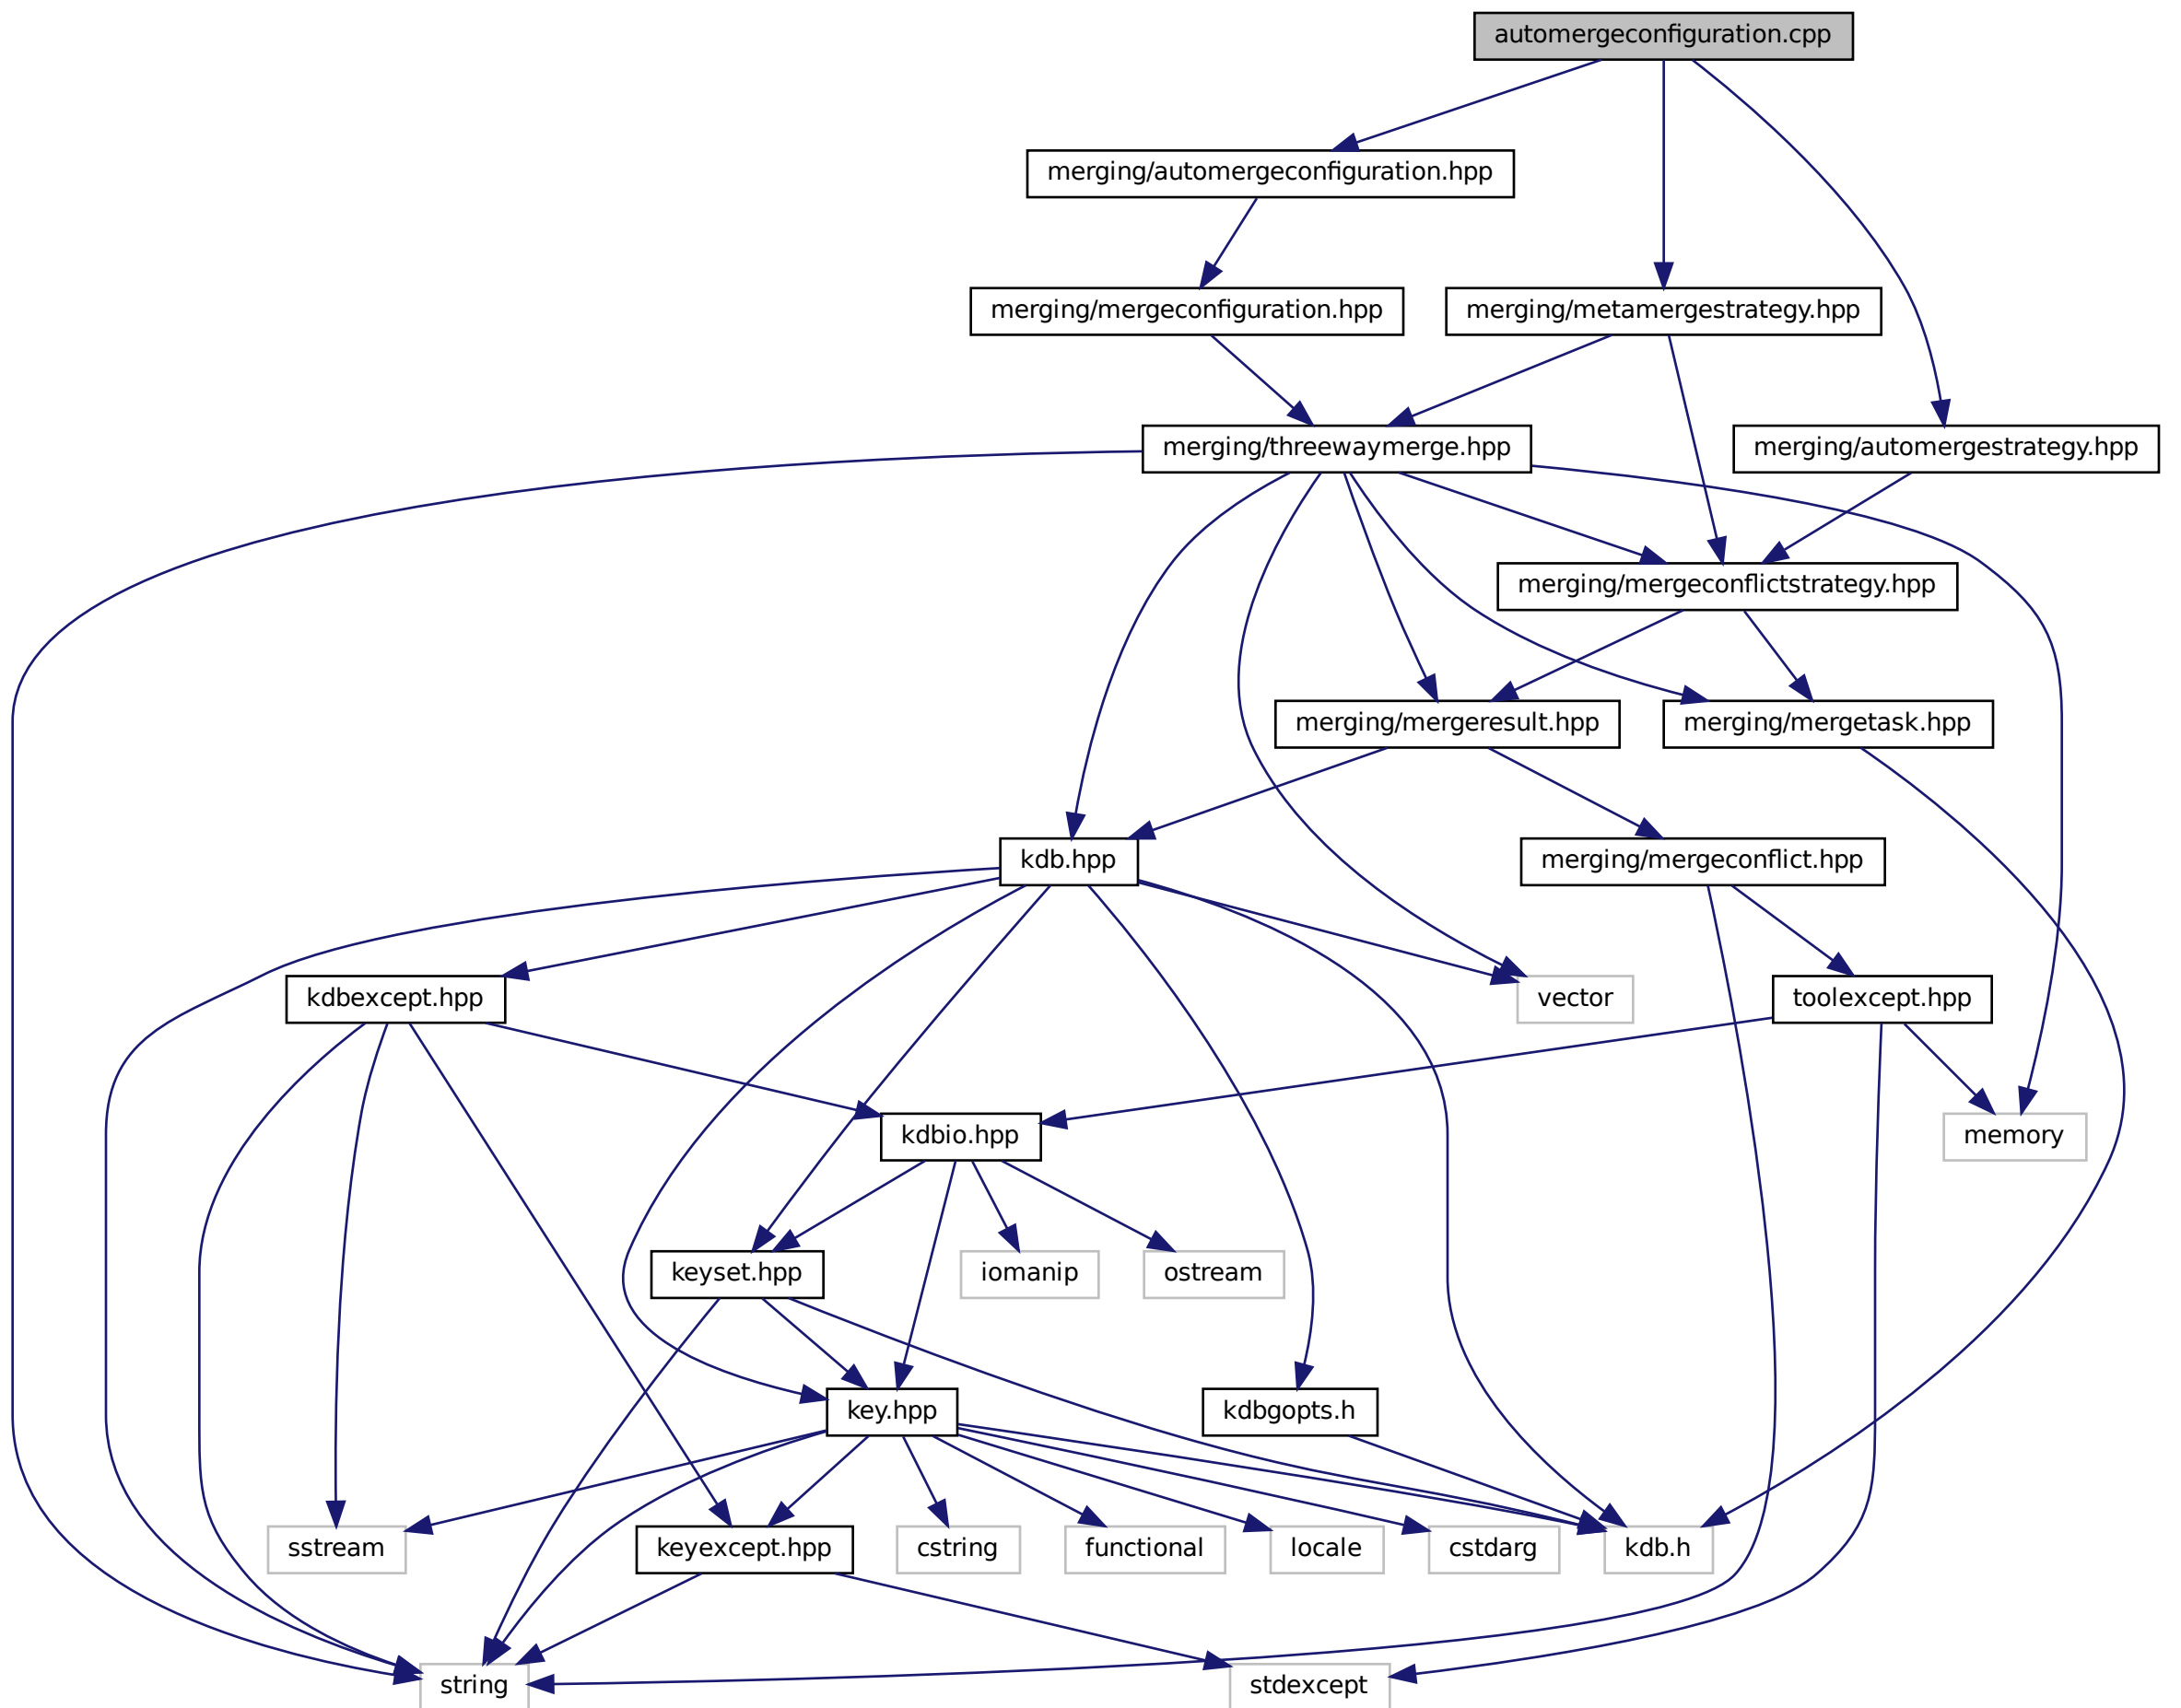 automergeconfiguration.cpp
merging/automergeconfiguration.hpp
merging/mergeconfiguration.hpp
merging/metamergestrategy.hpp
merging/threewaymerge.hpp
merging/automergestrategy.hpp
merging/mergeconflictstrategy.hpp
merging/mergeresult.hpp
merging/mergetask.hpp
kdb.hpp
merging/mergeconflict.hpp
kdbexcept.hpp
vector
toolexcept.hpp
kdbio.hpp
memory
keyset.hpp
iomanip
ostream
key.hpp
kdbgopts.h
sstream
keyexcept.hpp
cstring
functional
locale
cstdarg
kdb.h
string
stdexcept